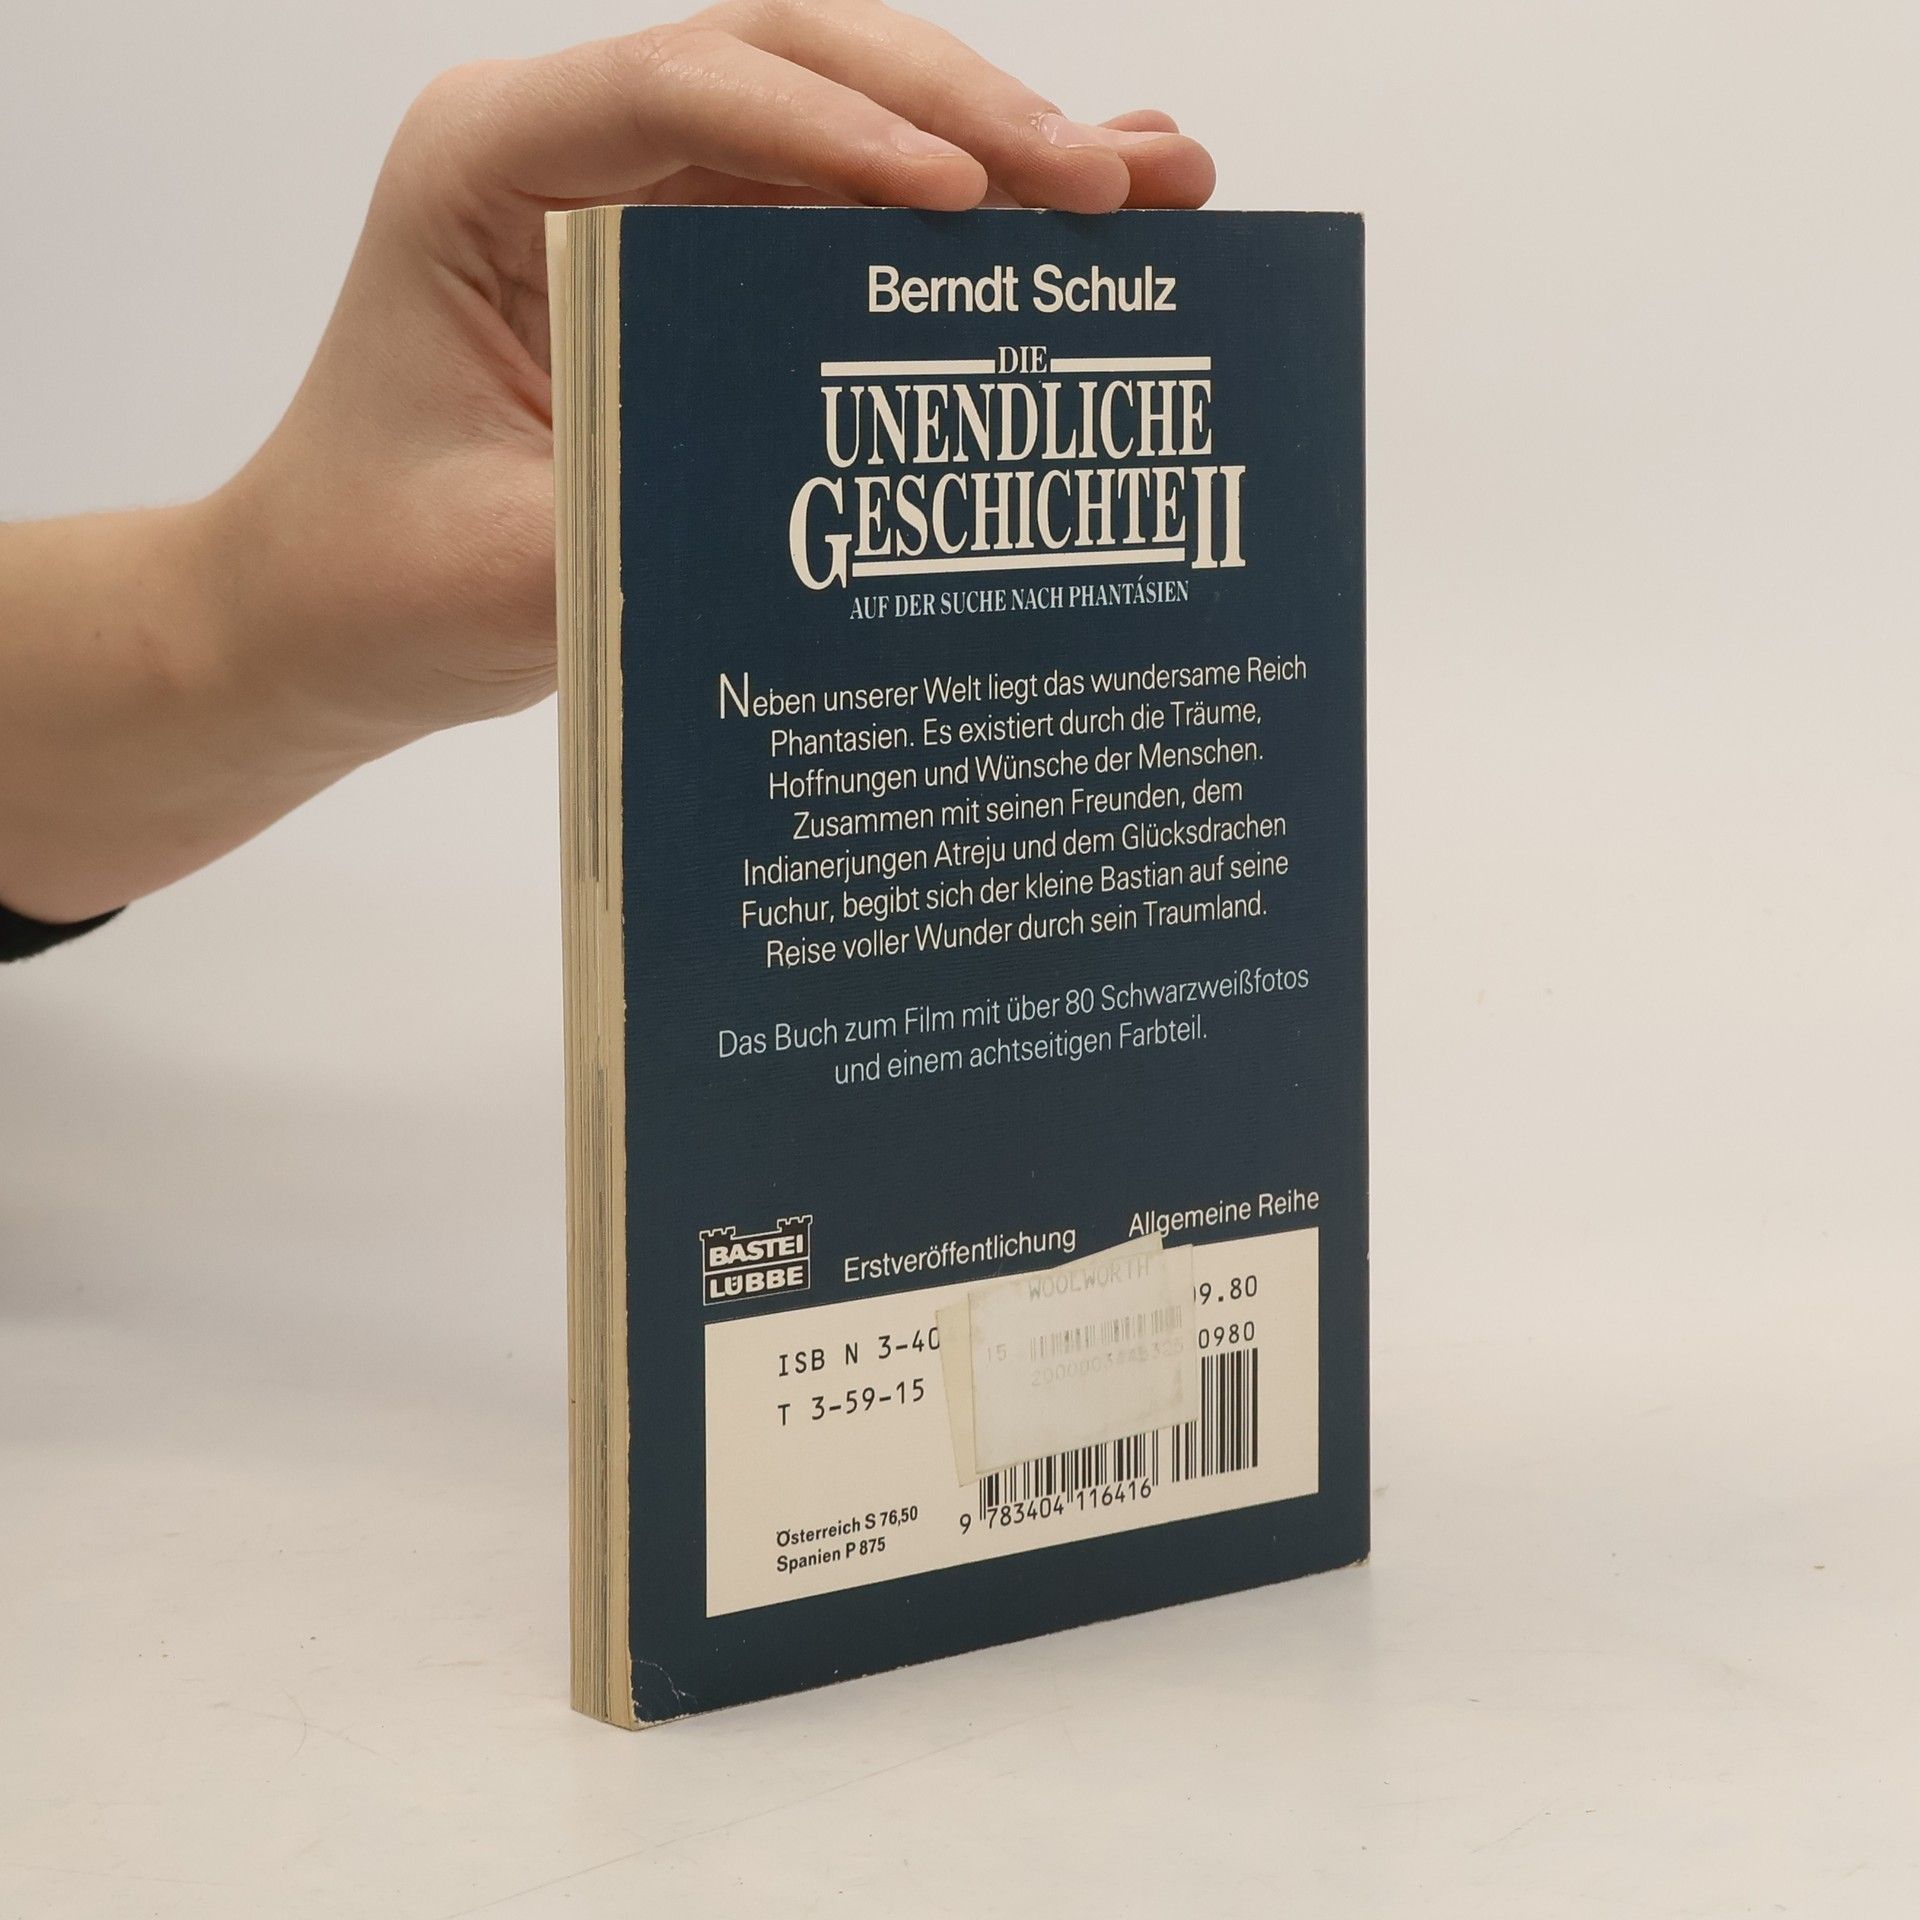 Berndt Schulz
DIE
UNENDLICHE
GESCHICHTE II
AUF DER SUCHE NACH PHANTÁSIEN
Neben unserer Welt liegt das wundersame Reich
Phantasien. Es existiert durch die Träume,
Hoffnungen und Wünsche der Menschen.
Zusammen mit seinen Freunden, dem
Indianerjungen Atreju und dem Glücksdrachen
Fuchur, begibt sich der kleine Bastian auf seine
Reise voller Wunder durch sein Traumland.
Das Buch zum Film mit über 80 Schwarzweißfotos
und einem achtseitigen Farbteil.
BASTEI
LÜBBE
Erstveröffentlichung
Allgemeine Reihe
WOOLWORTH
15
ISB N 3-40
9.80
T 3-59-15
0980
Österreich S 76,50
Spanien P 875
9 783404 116416